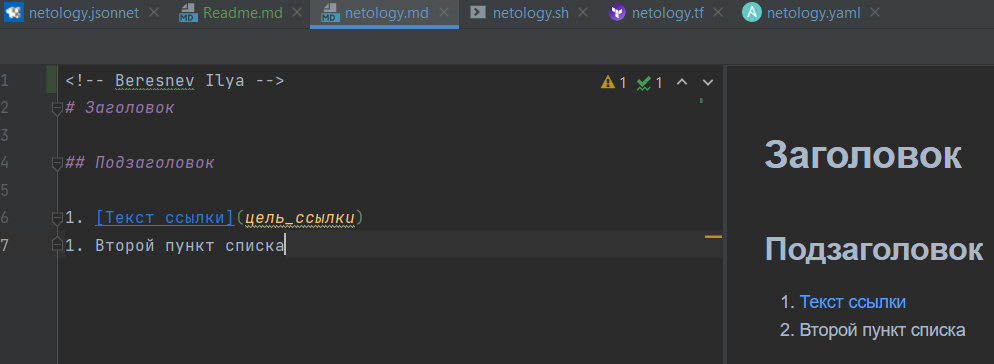 netology.jsonnet Readme.md netology.md netology.sh netology.tf netology.yaml
1 <!-- Beresnev Ilya --> 1 1
2 # Заголовок
3
4 ## Подзаголовок
5
6 1. [Текст ссылки](цель_ссылки)
7 1. Второй пункт списка
Заголовок
Подзаголовок
1. Текст ссылки
2. Второй пункт списка